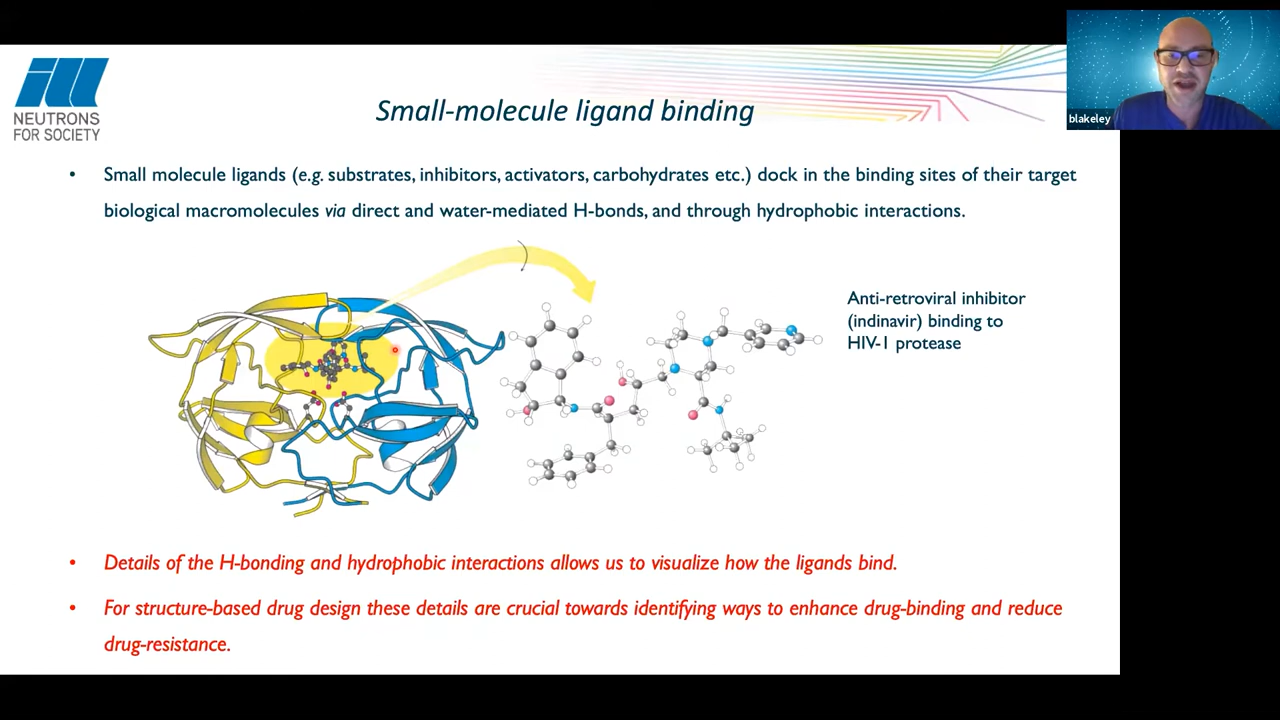 ill
NEUTRONS
FOR SOCIETY
Small-molecule ligand binding
blakeley
• Small molecule ligands (e.g. substrates, inhibitors, activators, carbohydrates etc.) dock in the binding sites of their target
biological macromolecules via direct and water-mediated H-bonds, and through hydrophobic interactions.
Anti-retroviral inhibitor
(indinavir) binding to
HIV-1 protease
• Details of the H-bonding and hydrophobic interactions allows us to visualize how the ligands bind.
• For structure-based drug design these details are crucial towards identifying ways to enhance drug-binding and reduce
drug-resistance.